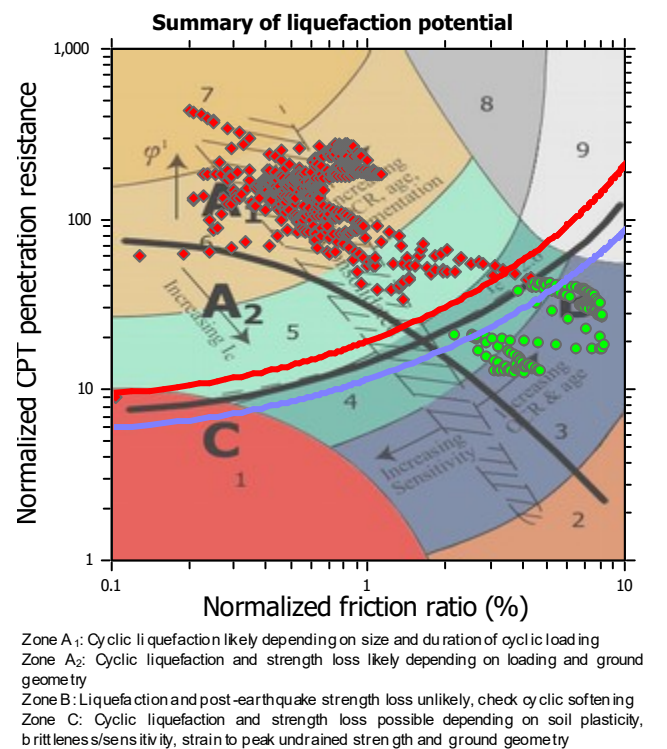 Summary of liquefaction potential
1,000
100
10
1
Normalized CPT penetration resistance
7
8
9
φ'
A1
6
A2
5
Increasing Ic
4
C
1
Increasing
Sensitivity
Increasing
OCR & age
3
2
0.1
1
10
Normalized friction ratio (%)
Zone A1: Cyclic liquefaction likely depending on size and duration of cyclic loading
Zone A2: Cyclic liquefaction and strength loss likely depending on loading and ground
geometry
Zone B: Liquefaction and post-earthquake strength loss unlikely, check cyclic softening
Zone C: Cyclic liquefaction and strength loss possible depending on soil plasticity,
brittleness/sensitivity, strain to peak undrained strength and ground geometry